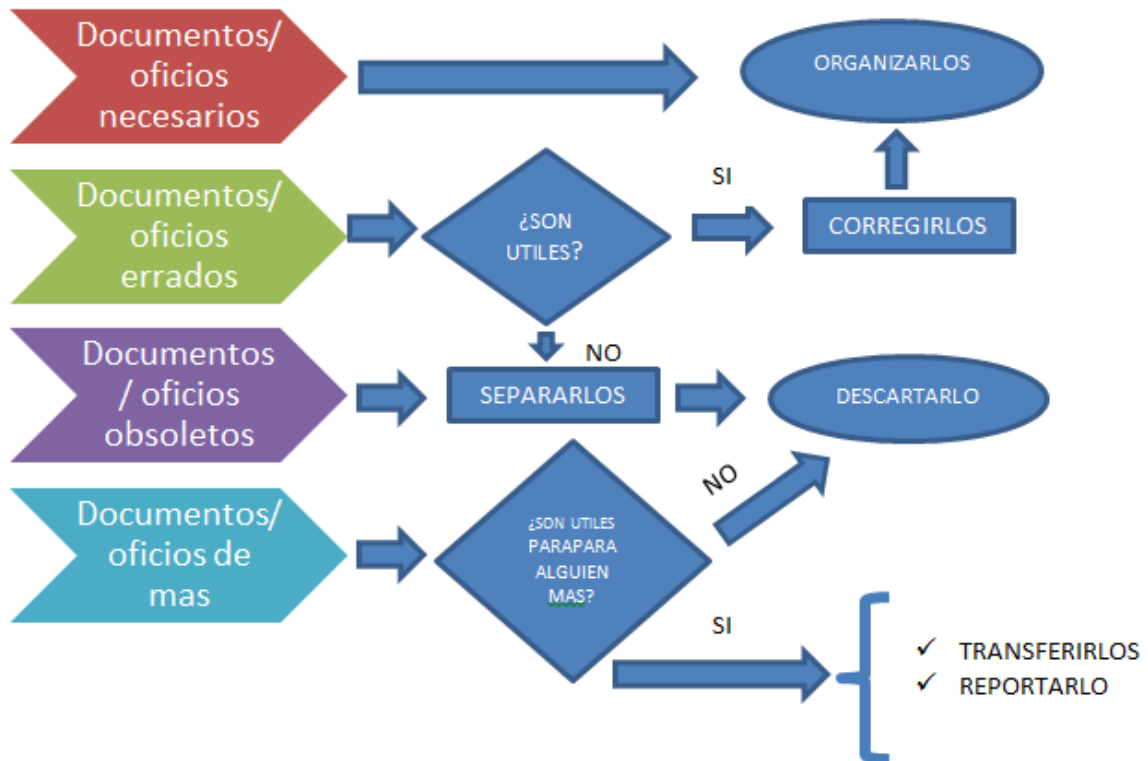 Documentos/
oficios
necesarios
ORGANIZARLOS
Documentos/
oficios
errados
¿SON
UTILES?
SI
CORREGIRLOS
NO
Documentos
/ oficios
obsoletos
SEPARARLOS
DESCARTARLO
Documentos/
oficios de
mas
¿SON UTILES
PARAPARA
ALGUIEN
MAS?
NO
SI
✓ TRANSFERIRLOS
✓ REPORTARLO